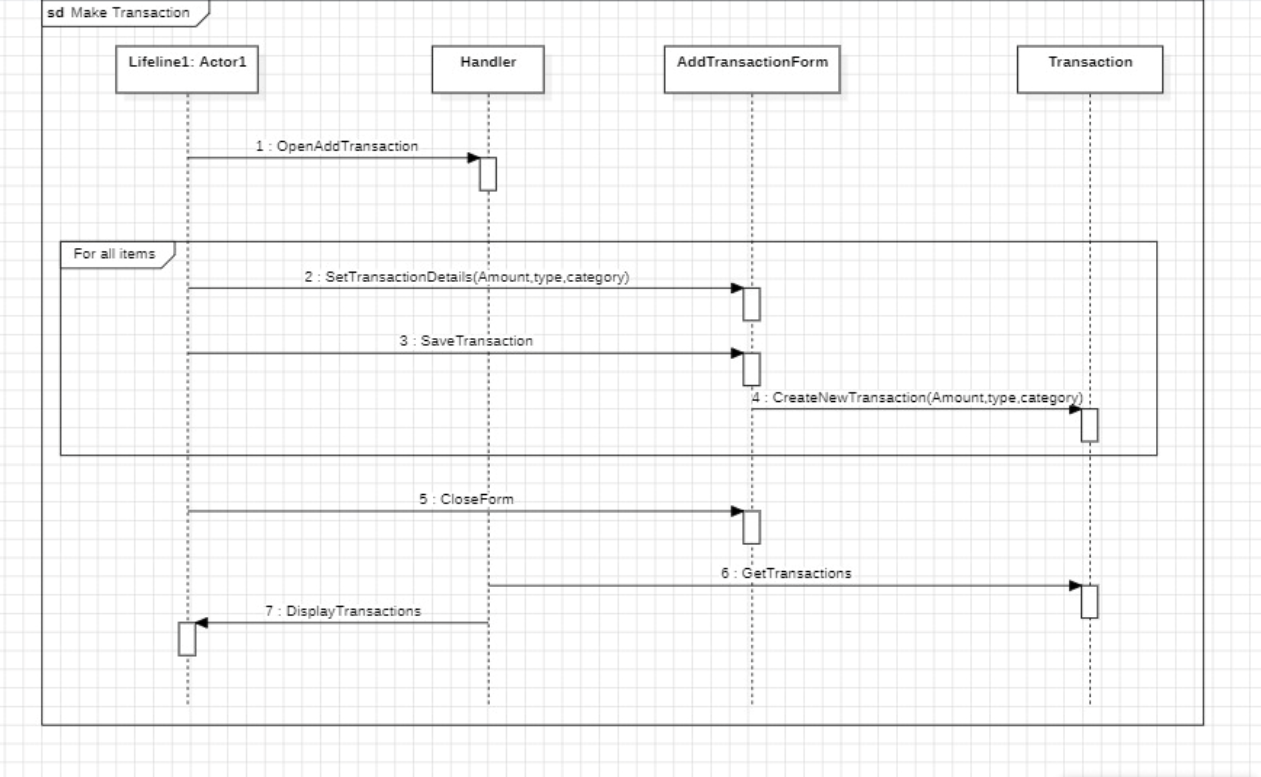 sd Make Transaction
Lifeline1: Actor1
Handler
AddTransactionForm
Transaction
1 : OpenAddTransaction
For all items
2 : SetTransactionDetails(Amount,type,category)
3 : SaveTransaction
4 : CreateNewTransaction(Amount,type,category)
5 : CloseForm
6 : GetTransactions
7 : DisplayTransactions